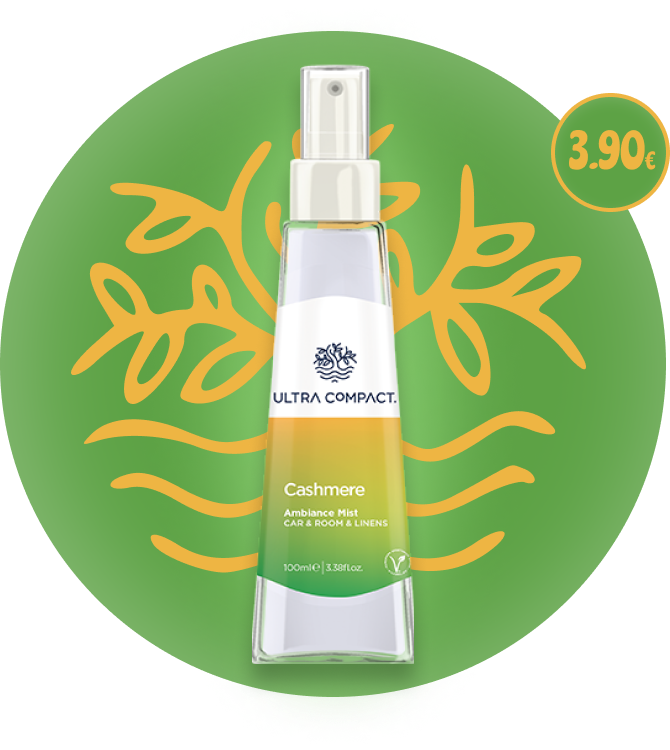 3.90€
ULTRA COMPACT.
Cashmere
Ambiance Mist
CAR & ROOM & LINENS
100ml℮ | 3.38fl.oz.
V